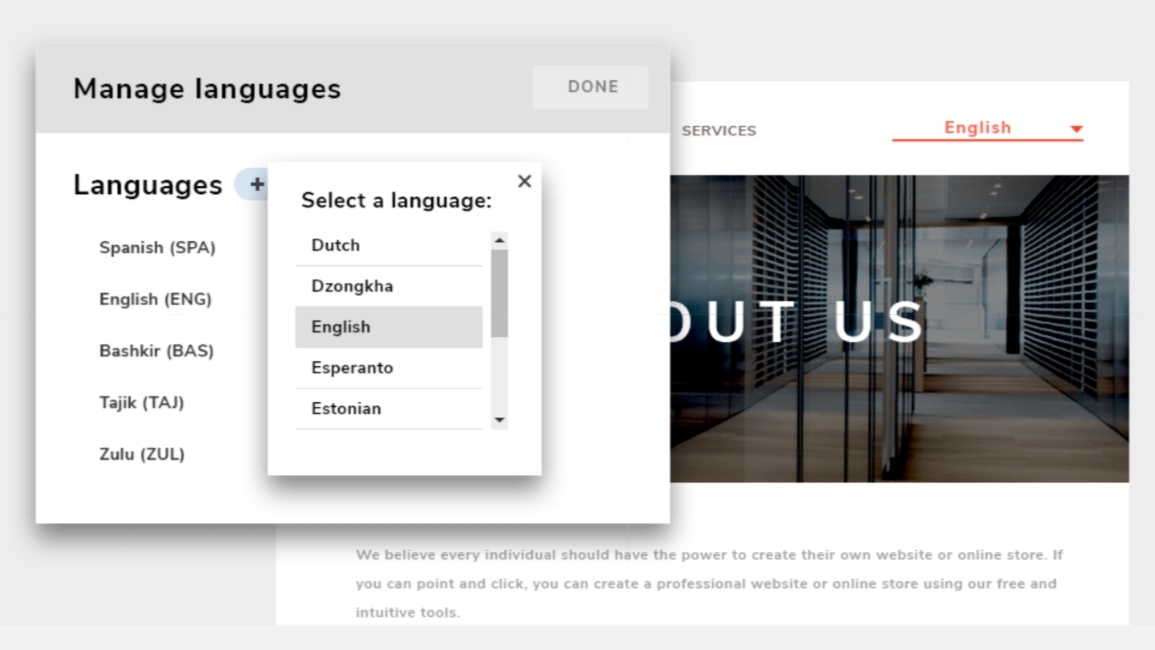 Manage languages
DONE
SERVICES
English
Languages +
Select a language:
Spanish (SPA)
English (ENG)
Bashkir (BAS)
Tajik (TAJ)
Zulu (ZUL)
Dutch
Dzongkha
English
Esperanto
Estonian
OUT US
We believe every individual should have the power to create their own website or online store. If
you can point and click, you can create a professional website or online store using our free and
intuitive tools.